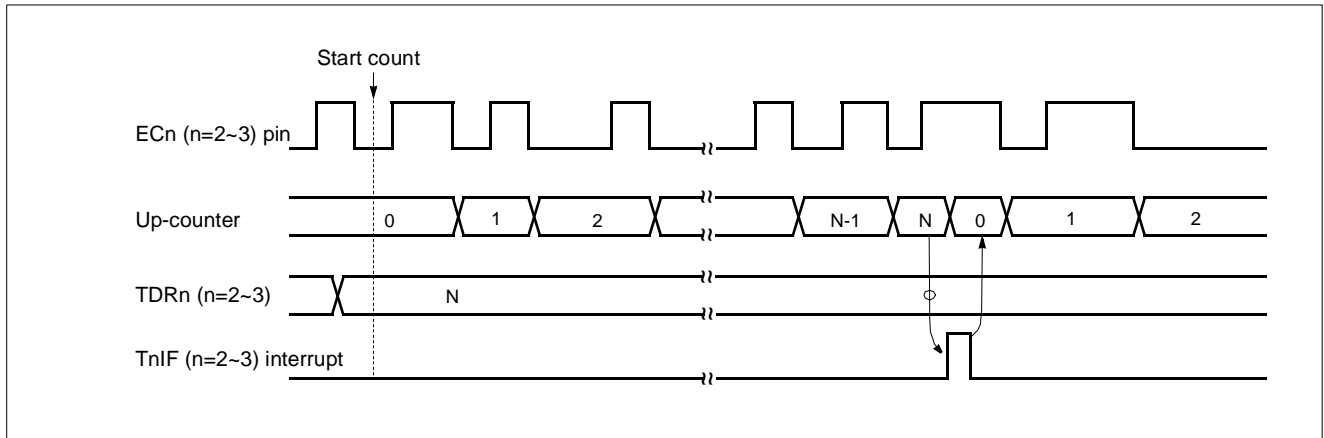 Start count
ECn (n=2~3) pin
Up-counter 0 1 2 N-1 N 0 1 2
TDRn (n=2~3) N
TnIF (n=2~3) interrupt